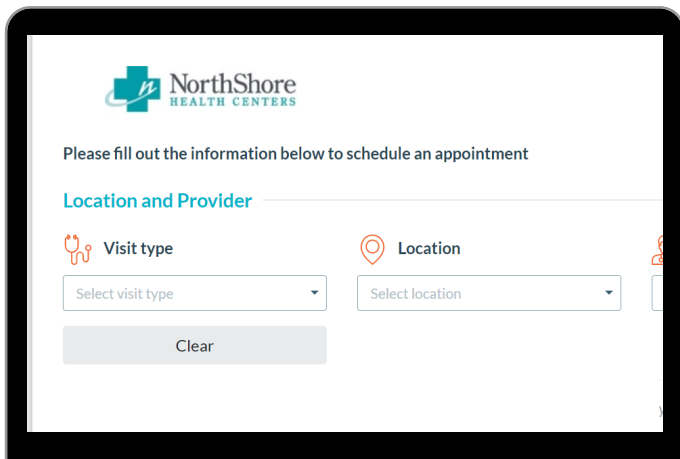 NorthShore
HEALTH CENTERS
Please fill out the information below to schedule an appointment
Location and Provider
Visit type
Location
Select visit type
Select location
Clear